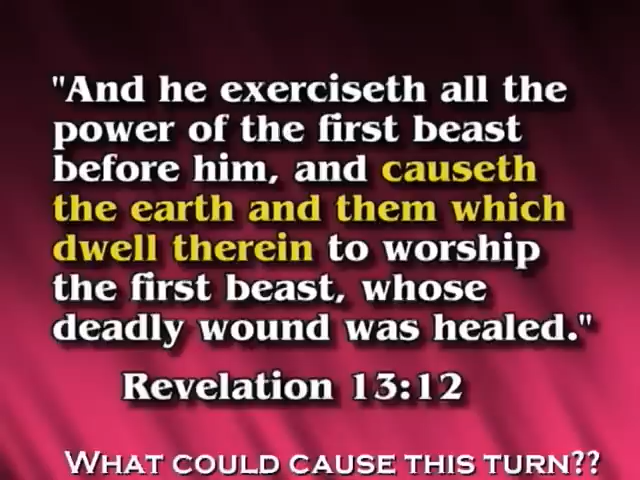 "And he exerciseth all the
power of the first beast
before him, and causeth
the earth and them which
dwell therein to worship
the first beast, whose
deadly wound was healed."
Revelation 13:12
WHAT COULD CAUSE THIS TURN??